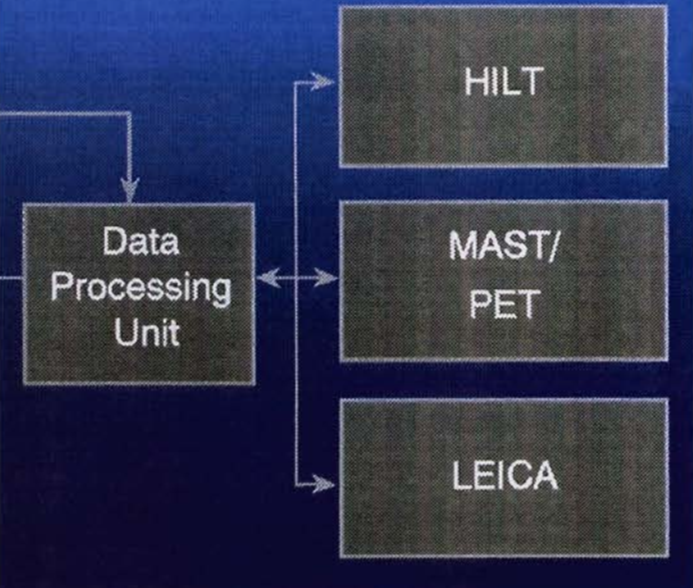 HILT
Data
Processing
Unit
MAST/
PET
LEICA